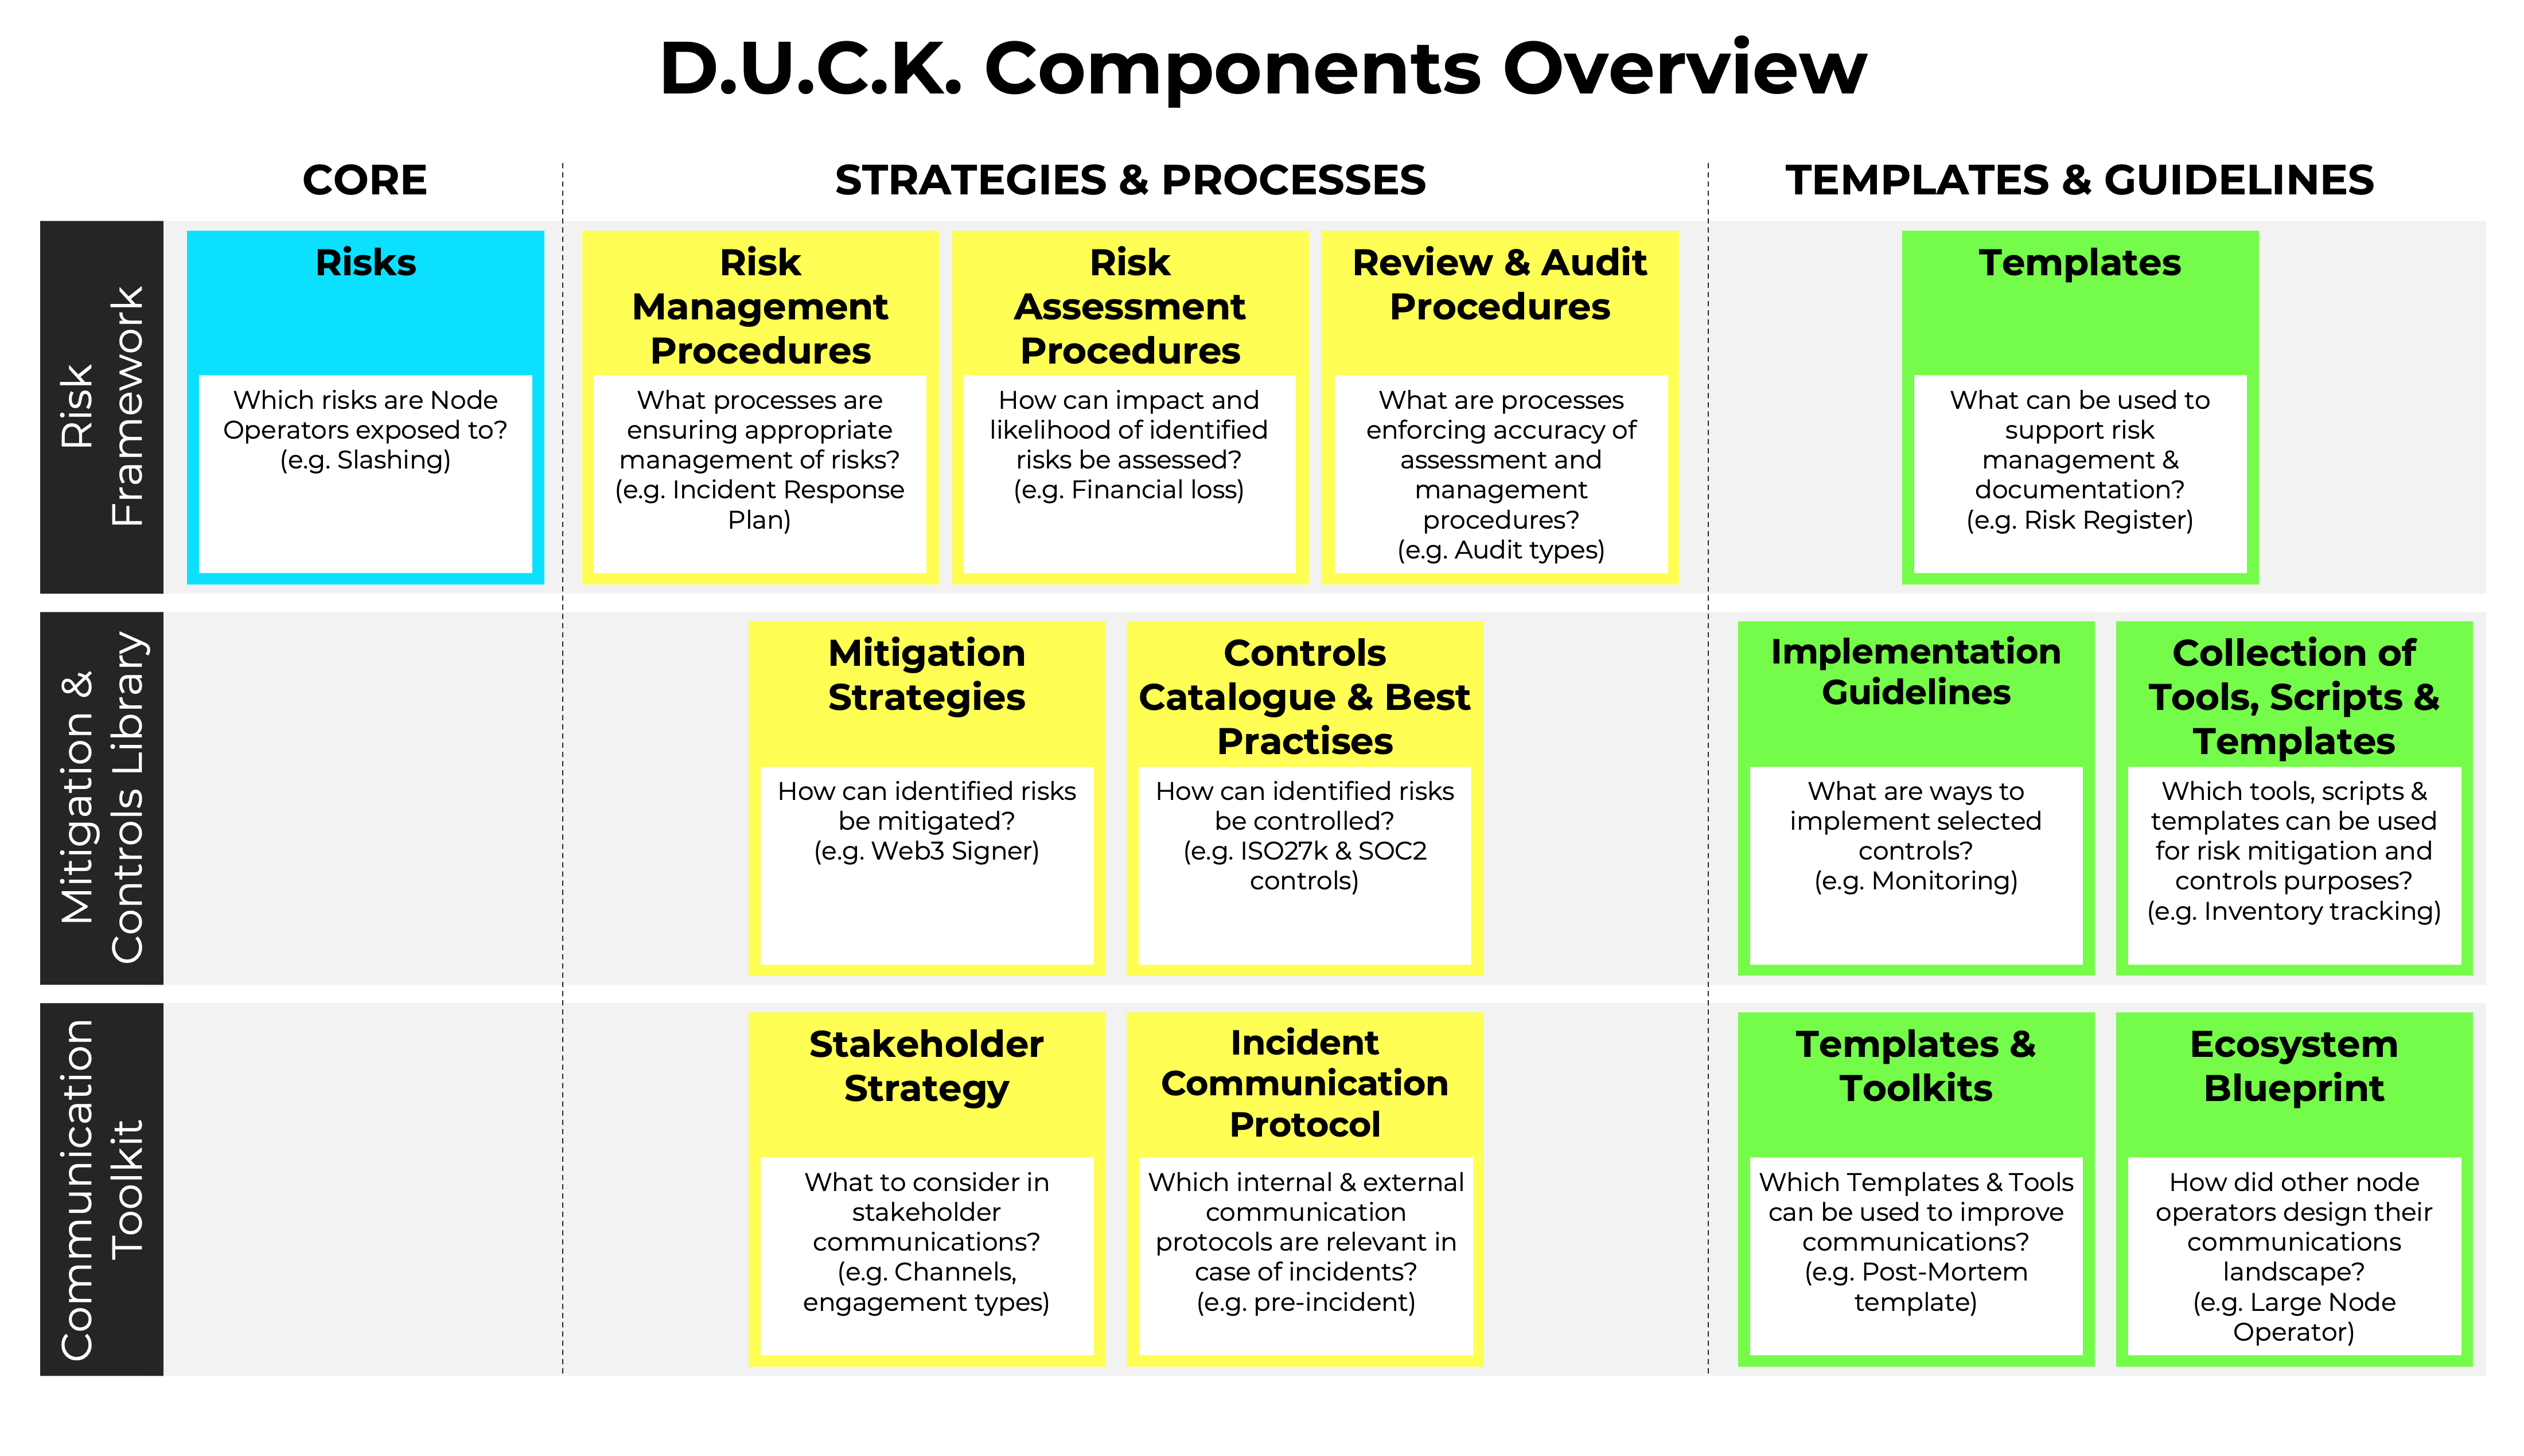 D.U.C.K. Components Overview
CORE
STRATEGIES & PROCESSES
TEMPLATES & GUIDELINES
Risk
Framework
Risks
Which risks are Node
Operators exposed to?
(e.g. Slashing)
Risk
Management
Procedures
What processes are
ensuring appropriate
management of risks?
(e.g. Incident Response
Plan)
Risk
Assessment
Procedures
How can impact and
likelihood of identified
risks be assessed?
(e.g. Financial loss)
Review & Audit
Procedures
What are processes
enforcing accuracy of
assessment and
management
procedures?
(e.g. Audit types)
Templates
What can be used to
support risk
management &
documentation?
(e.g. Risk Register)
Mitigation &
Controls Library
Mitigation
Strategies
How can identified risks
be mitigated?
(e.g. Web3 Signer)
Controls
Catalogue & Best
Practises
How can identified risks
be controlled?
(e.g. ISO27k & SOC2
controls)
Implementation
Guidelines
What are ways to
implement selected
controls?
(e.g. Monitoring)
Collection of
Tools, Scripts &
Templates
Which tools, scripts &
templates can be used
for risk mitigation and
controls purposes?
(e.g. Inventory tracking)
Communication
Toolkit
Stakeholder
Strategy
What to consider in
stakeholder
communications?
(e.g. Channels,
engagement types)
Incident
Communication
Protocol
Which internal & external
communication
protocols are relevant in
case of incidents?
(e.g. pre-incident)
Templates &
Toolkits
Which Templates & Tools
can be used to improve
communications?
(e.g. Post-Mortem
template)
Ecosystem
Blueprint
How did other node
operators design their
communications
landscape?
(e.g. Large Node
Operator)